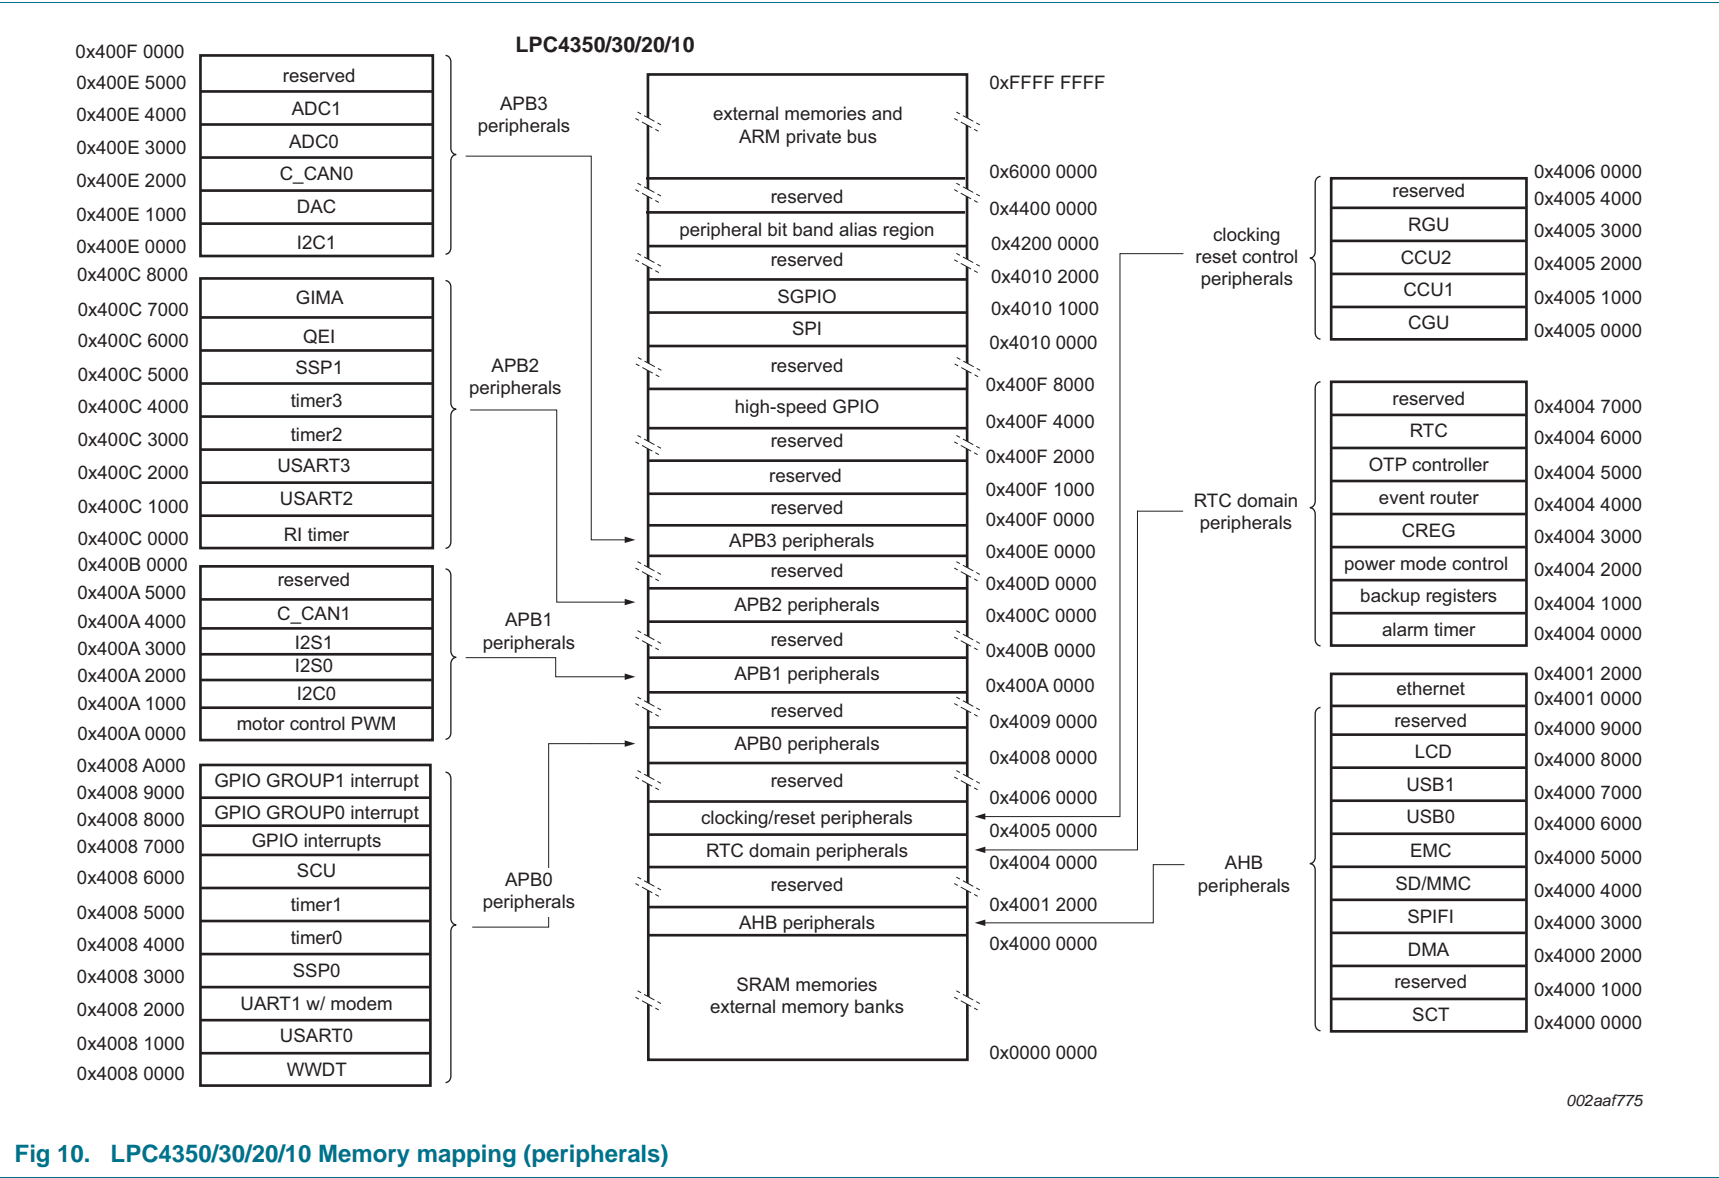 LPC4350/30/20/10
0x400F 0000
reserved
0x400E 5000
ADC1
0x400E 4000
ADC0
0x400E 3000
C_CAN0
0x400E 2000
DAC
0x400E 1000
I2C1
0x400E 0000
APB3
peripherals
0x400C 8000
GIMA
0x400C 7000
QEI
0x400C 6000
SSP1
0x400C 5000
timer3
0x400C 4000
timer2
0x400C 3000
USART3
0x400C 2000
USART2
0x400C 1000
RI timer
0x400C 0000
APB2
peripherals
0x400B 0000
reserved
0x400A 5000
C_CAN1
0x400A 4000
I2S1
0x400A 3000
I2S0
0x400A 2000
I2C0
0x400A 1000
motor control PWM
0x400A 0000
APB1
peripherals
0x4008 A000
GPIO GROUP1 interrupt
0x4008 9000
GPIO GROUP0 interrupt
0x4008 8000
GPIO interrupts
0x4008 7000
SCU
0x4008 6000
timer1
0x4008 5000
timer0
0x4008 4000
SSP0
0x4008 3000
UART1 w/ modem
0x4008 2000
USART0
0x4008 1000
WWDT
0x4008 0000
APB0
peripherals
0xFFFF FFFF
external memories and
ARM private bus
0x6000 0000
reserved
0x4400 0000
peripheral bit band alias region
0x4200 0000
reserved
0x4010 2000
SGPIO
0x4010 1000
SPI
0x4010 0000
reserved
0x400F 8000
high-speed GPIO
0x400F 4000
reserved
0x400F 2000
reserved
0x400F 1000
reserved
0x400F 0000
APB3 peripherals
0x400E 0000
reserved
0x400D 0000
APB2 peripherals
0x400C 0000
reserved
0x400B 0000
APB1 peripherals
0x400A 0000
reserved
0x4009 0000
APB0 peripherals
0x4008 0000
reserved
0x4006 0000
clocking/reset peripherals
0x4005 0000
RTC domain peripherals
0x4004 0000
reserved
0x4001 2000
AHB peripherals
0x4000 0000
SRAM memories
external memory banks
0x0000 0000
clocking
reset control
peripherals
0x4006 0000
reserved
0x4005 4000
RGU
0x4005 3000
CCU2
0x4005 2000
CCU1
0x4005 1000
CGU
0x4005 0000
RTC domain
peripherals
reserved
0x4004 7000
RTC
0x4004 6000
OTP controller
0x4004 5000
event router
0x4004 4000
CREG
0x4004 3000
power mode control
0x4004 2000
backup registers
0x4004 1000
alarm timer
0x4004 0000
AHB
peripherals
0x4001 2000
ethernet
0x4001 0000
reserved
0x4000 9000
LCD
0x4000 8000
USB1
0x4000 7000
USB0
0x4000 6000
EMC
0x4000 5000
SD/MMC
0x4000 4000
SPIFI
0x4000 3000
DMA
0x4000 2000
reserved
0x4000 1000
SCT
0x4000 0000
002aaf775
Fig 10. LPC4350/30/20/10 Memory mapping (peripherals)